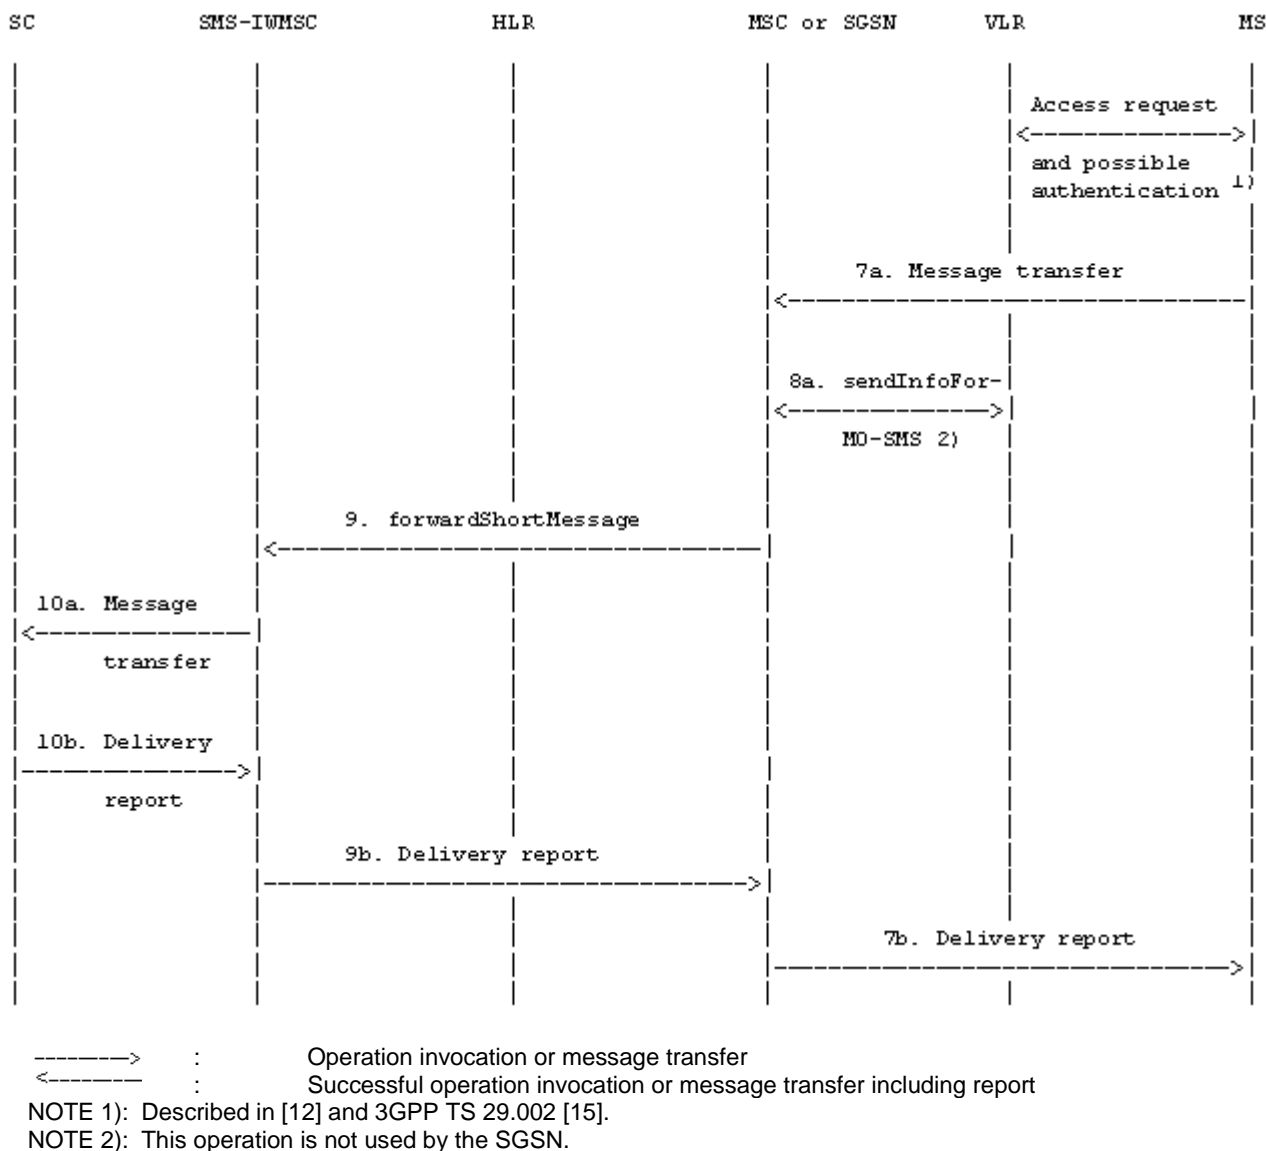 SC SMS-IWMSC HLR MSC or SGSN VLR MS
Access request
and possible
authentication 1)
7a. Message transfer
8a. sendInfoFor-
MO-SMS 2)
9. forwardShortMessage
10a. Message
transfer
10b. Delivery
report
9b. Delivery report
7b. Delivery report
: Operation invocation or message transfer
: Successful operation invocation or message transfer including report
NOTE 1): Described in [12] and 3GPP TS 29.002 [15].
NOTE 2): This operation is not used by the SGSN.